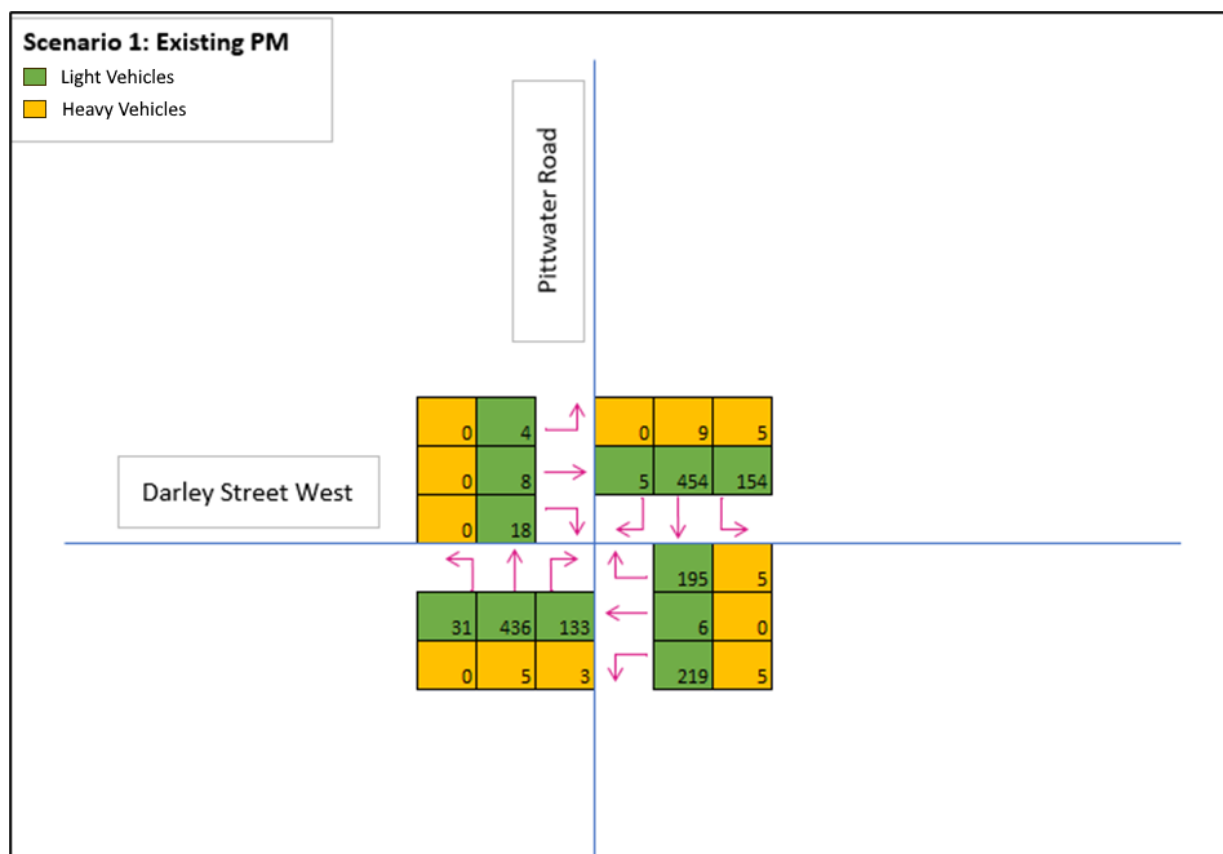 Scenario 1: Existing PM
Light Vehicles
Heavy Vehicles
Pittwater Road
Darley Street West
0 4
0 8
0 18
0 9 5
5 454 154
31 436 133
0 5 3
195 5
6 0
219 5